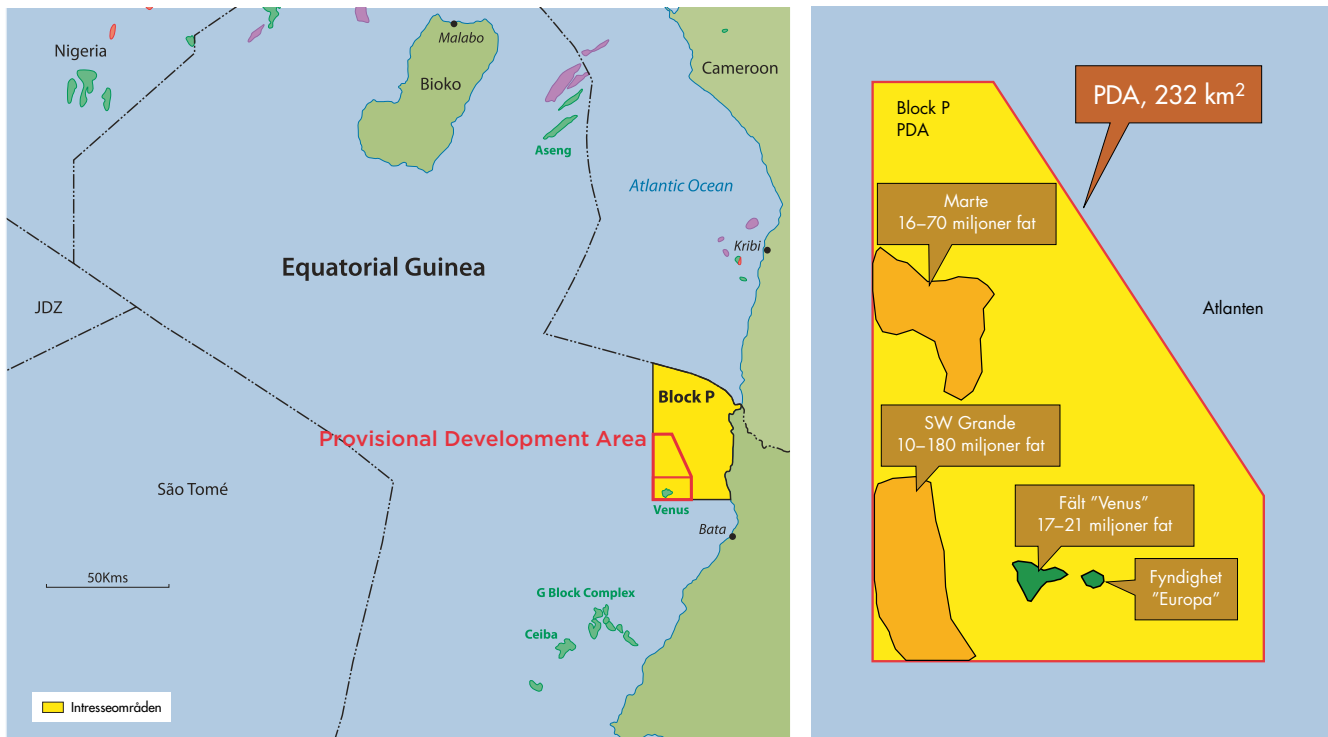 Nigeria
Malabo
Bioko
Cameroon
Aseng
Atlantic Ocean
Kribi
Equatorial Guinea
JDZ
Block P
Provisional Development Area
São Tomé
Venus
Bata
50Kms
G Block Complex
Ceiba
Intresseområden
PDA, 232 km²
Block P
PDA
Marte
16–70 miljoner fat
Atlanten
SW Grande
10–180 miljoner fat
Fält ”Venus”
17–21 miljoner fat
Fyndighet
”Europa”